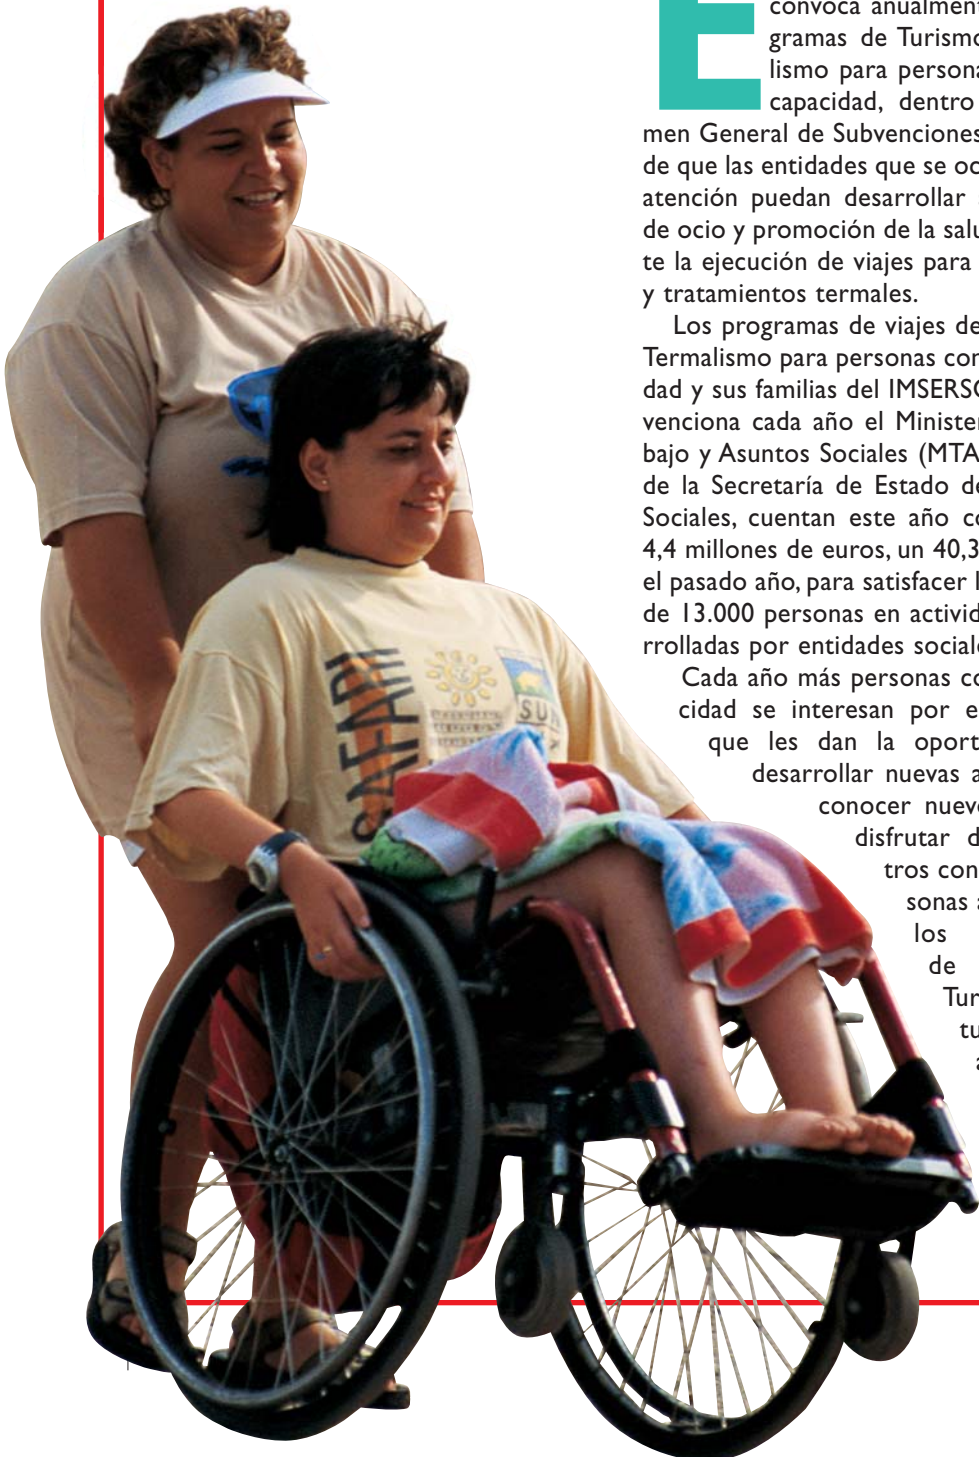 E
convoca anualment
gramas de Turismo
lismo para persona
capacidad, dentro
men General de Subvenciones
de que las entidades que se oc
atención puedan desarrollar
de ocio y promoción de la salu
te la ejecución de viajes para
y tratamientos termales.
Los programas de viajes de
Termalismo para personas con
dad y sus familias del IMSERSO
venciona cada año el Minister
bajo y Asuntos Sociales (MTA
de la Secretaría de Estado de
Sociales, cuentan este año co
4,4 millones de euros, un 40,3
el pasado año, para satisfacer l
de 13.000 personas en activid
rrolladas por entidades sociale
Cada año más personas co
cidad se interesan por e
que les dan la oport
desarrollar nuevas a
conocer nuev
disfrutar d
tros con
sonas a
los
de
Tur
tu
a
SAFARI
SUN